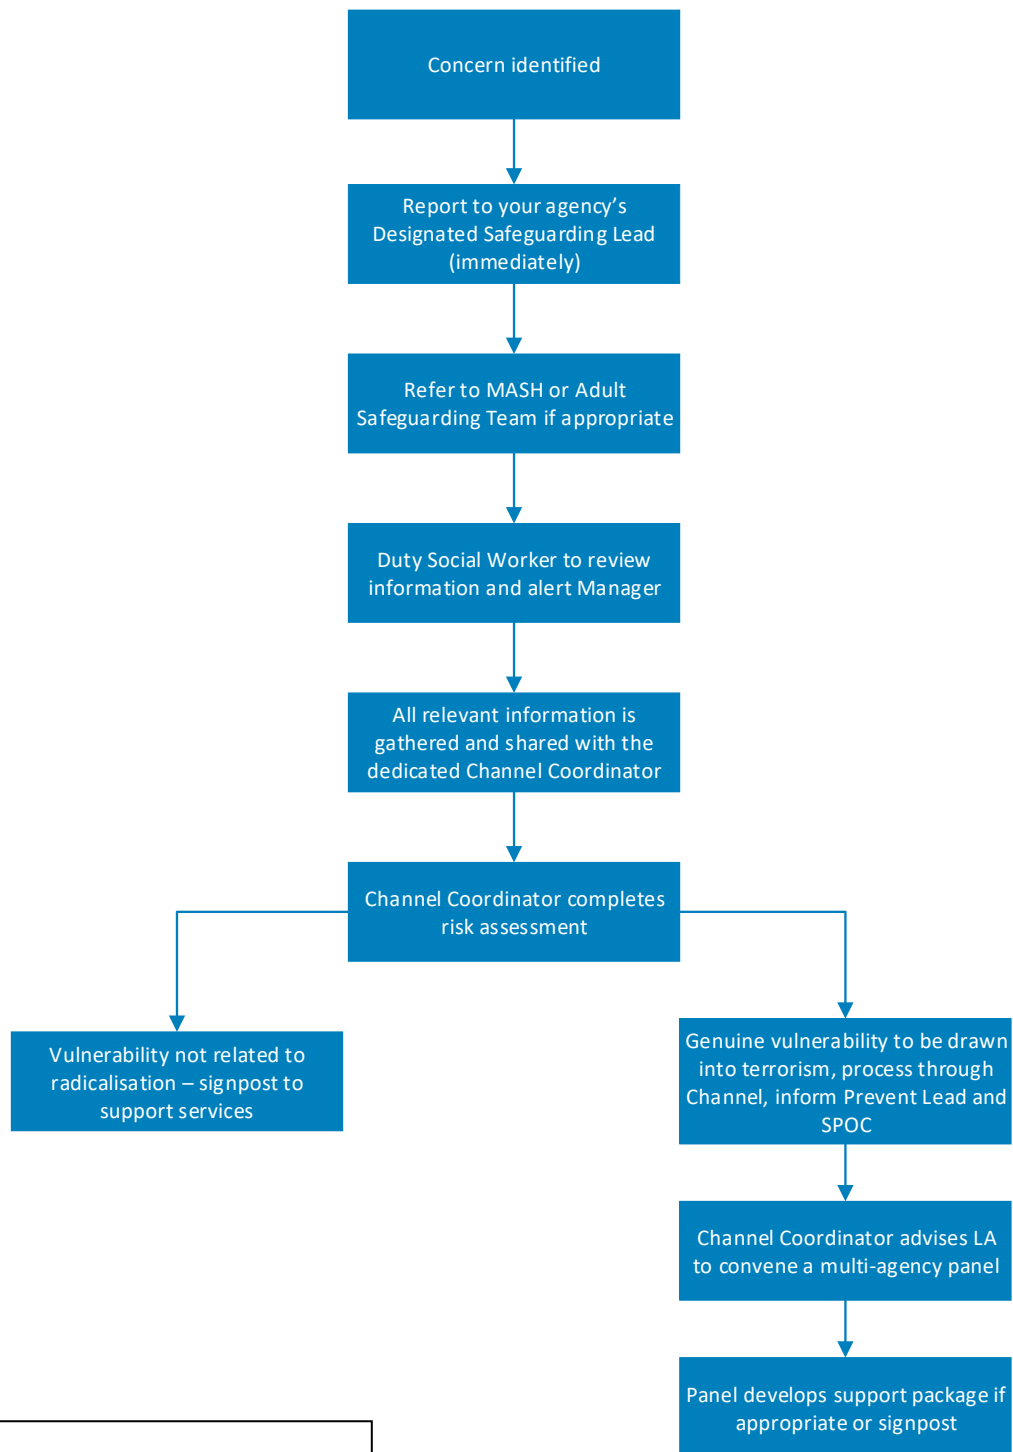 Concern identified
Report to your agency’s
Designated Safeguarding Lead
(immediately)
Refer to MASH or Adult
Safeguarding Team if appropriate
Duty Social Worker to review
information and alert Manager
All relevant information is
gathered and shared with the
dedicated Channel Coordinator
Channel Coordinator completes
risk assessment
Vulnerability not related to
radicalisation – signpost to
support services
Genuine vulnerability to be drawn
into terrorism, process through
Channel, inform Prevent Lead and
SPOC
Channel Coordinator advises LA
to convene a multi-agency panel
Panel develops support package if
appropriate or signpost